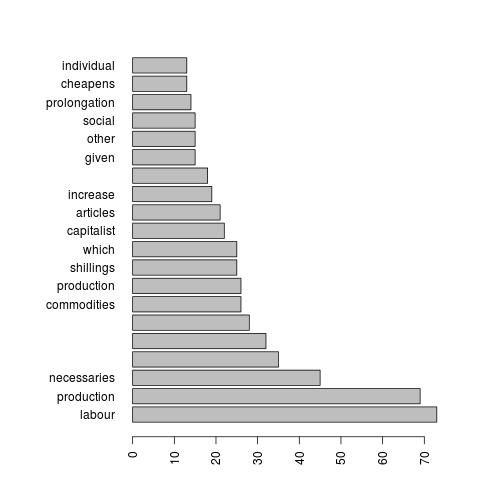 individual
cheapens
prolongation
social
other
given
increase
articles
capitalist
which
shillings
production
commodities
necessaries
production
labour
0 10 20 30 40 50 60 70